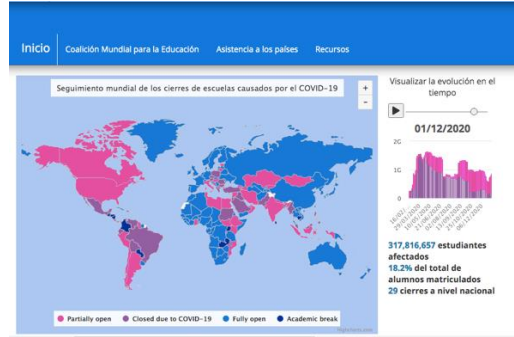 Inicio
Coalición Mundial para la Educación
Asistencia a los países
Recursos
Seguimiento mundial de los cierres de escuelas causados por el COVID-19
+
-
Visualizar la evolución en el
tiempo
01/12/2020
2G
1G
0
317,816,657 estudiantes
afectados
18.2% del total de
alumnos matriculados
29 cierres a nivel nacional
Partially open
Closed due to COVID-19
Fully open
Academic break